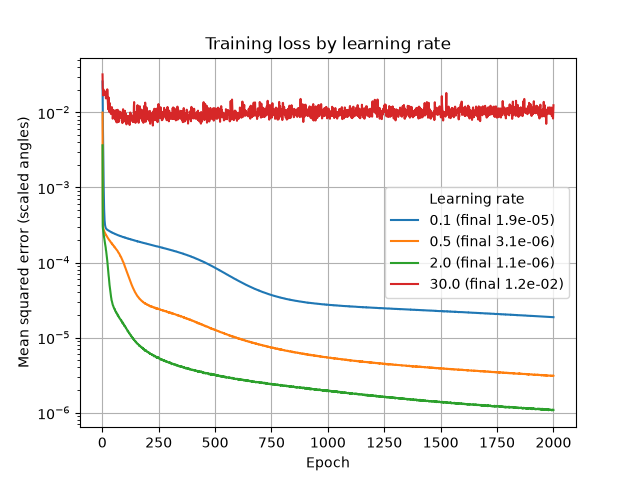 Training loss by learning rate
Mean squared error (scaled angles)
10⁻²
10⁻³
10⁻⁴
10⁻⁵
10⁻⁶
Learning rate
0.1 (final 1.9e-05)
0.5 (final 3.1e-06)
2.0 (final 1.1e-06)
30.0 (final 1.2e-02)
0 250 500 750 1000 1250 1500 1750 2000
Epoch